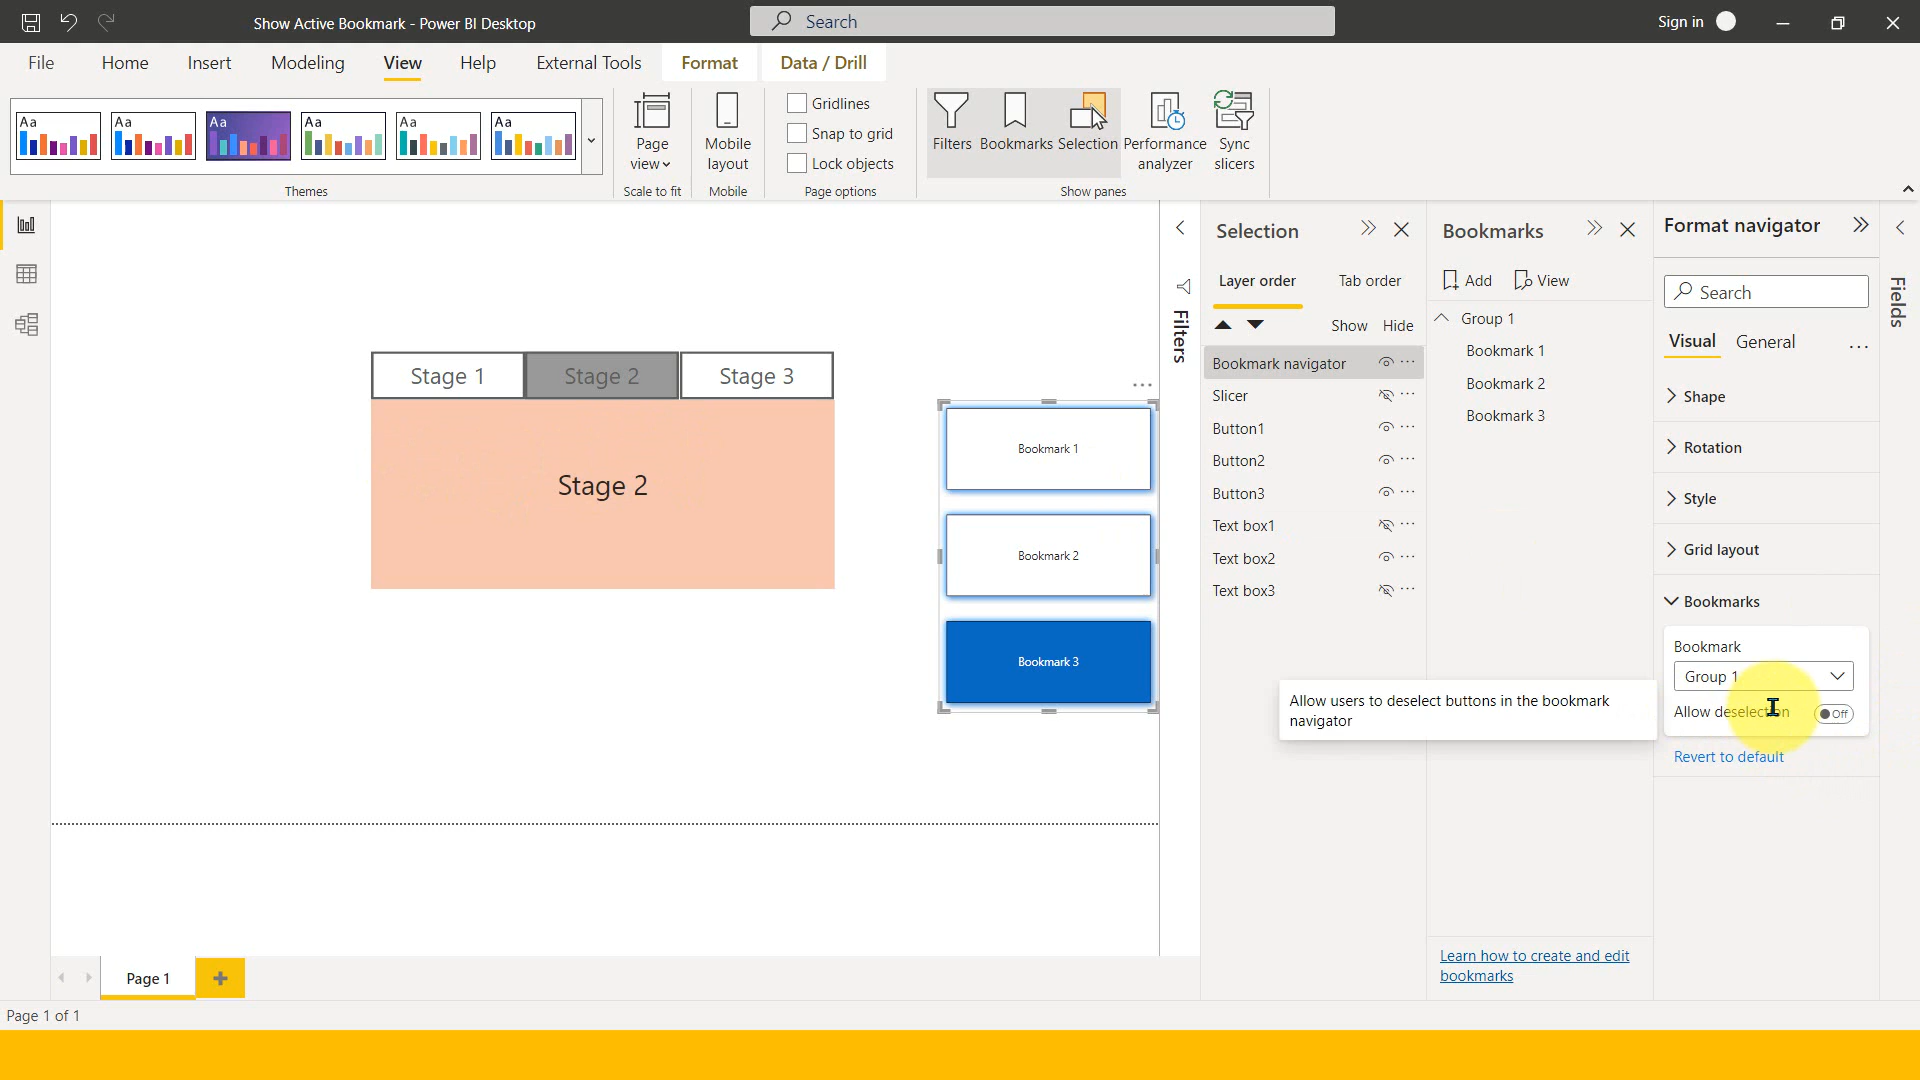 Show Active Bookmark - Power BI Desktop
Search
Sign in
File
Home
Insert
Modeling
View
Help
External Tools
Format
Data / Drill
Aa
Aa
Aa
Aa
Aa
Aa
Themes
Page
view
Scale to fit
Mobile
layout
Mobile
Gridlines
Snap to grid
Lock objects
Page options
Filters
Bookmarks
Selection
Performance
analyzer
Sync
slicers
Show panes
Stage 1
Stage 2
Stage 3
Stage 2
Bookmark 1
Bookmark 2
Bookmark 3
Filters
Selection
Layer order
Tab order
Show
Hide
Bookmark navigator
Slicer
Button1
Button2
Button3
Text box1
Text box2
Text box3
Bookmarks
Add
View
Group 1
Bookmark 1
Bookmark 2
Bookmark 3
Learn how to create and edit
bookmarks
Format navigator
Search
Visual
General
Shape
Rotation
Style
Grid layout
Bookmarks
Bookmark
Group 1
Allow deselection
Off
Revert to default
Allow users to deselect buttons in the bookmark
navigator
Fields
Page 1
Page 1 of 1